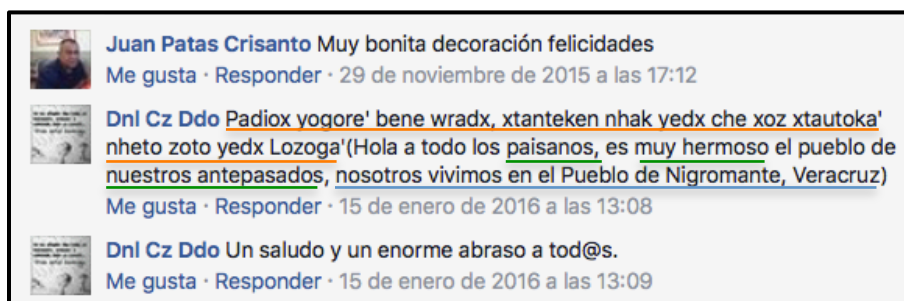 Juan Patas Crisanto Muy bonita decoración felicidades
Me gusta · Responder · 29 de noviembre de 2015 a las 17:12
Dnl Cz Ddo Padiox yogore' bene wradx, xtanteken nhak yedx che xoz xtautoka'
nheto zoto yedx Lozoga'(Hola a todo los paisanos, es muy hermoso el pueblo de
nuestros antepasados, nosotros vivimos en el Pueblo de Nigromante, Veracruz)
Me gusta · Responder · 15 de enero de 2016 a las 13:08
Dnl Cz Ddo Un saludo y un enorme abraso a tod@s.
Me gusta · Responder · 15 de enero de 2016 a las 13:09